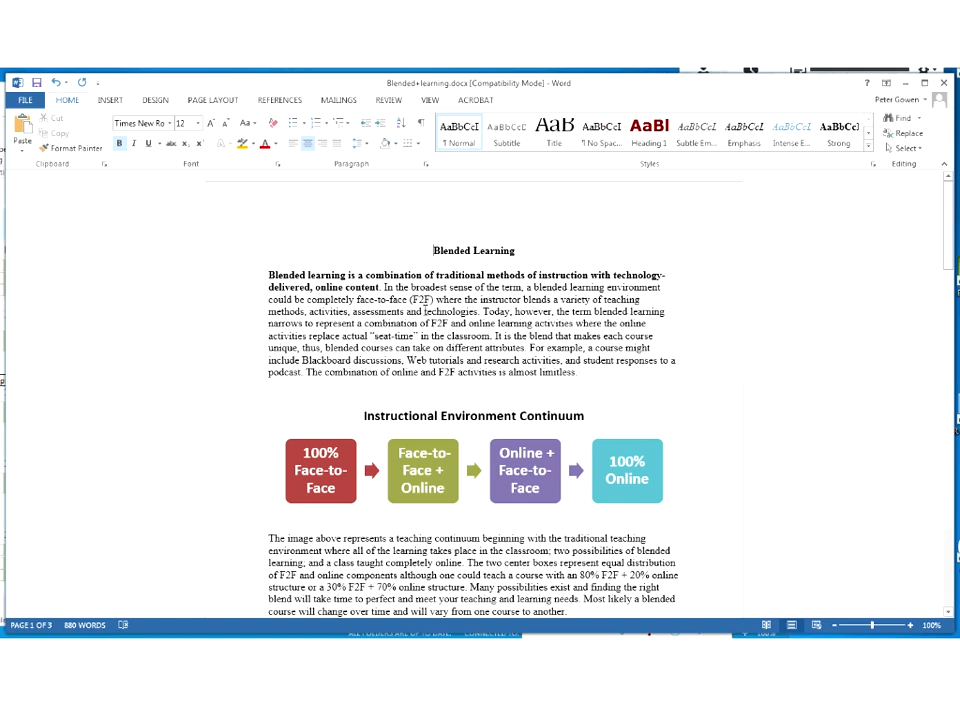 Blended+learning.docx [Compatibility Mode] - Word
FILE HOME INSERT DESIGN PAGE LAYOUT REFERENCES MAILINGS REVIEW VIEW ACROBAT Peter Gowen
Paste
Cut
Copy
Format Painter
Times New Ro 12
AaBbCcI AaBbCcD AaB AaBbCcI AaBl AaBbCcI AaBbCcI AaBbCcI AaBbCcI
¶ Normal Subtitle Title ¶ No Spac... Heading 1 Subtle Em... Emphasis Intense E... Strong
Find
Replace
Select
Clipboard Font Paragraph Styles Editing
Blended Learning
Blended learning is a combination of traditional methods of instruction with technology-
delivered, online content. In the broadest sense of the term, a blended learning environment
could be completely face-to-face (F2F) where the instructor blends a variety of teaching
methods, activities, assessments and technologies. Today, however, the term blended learning
narrows to represent a combination of F2F and online learning activities where the online
activities replace actual “seat-time” in the classroom. It is the blend that makes each course
unique, thus, blended courses can take on different attributes. For example, a course might
include Blackboard discussions, Web tutorials and research activities, and student responses to a
podcast. The combination of online and F2F activities is almost limitless.
Instructional Environment Continuum
100%
Face-to-
Face
Face-to-
Face +
Online
Online +
Face-to-
Face
100%
Online
The image above represents a teaching continuum beginning with the traditional teaching
environment where all of the learning takes place in the classroom; two possibilities of blended
learning; and a class taught completely online. The two center boxes represent equal distribution
of F2F and online components although one could teach a course with an 80% F2F + 20% online
structure or a 30% F2F + 70% online structure. Many possibilities exist and finding the right
blend will take time to perfect and meet your teaching and learning needs. Most likely a blended
course will change over time and will vary from one course to another.
PAGE 1 OF 3 880 WORDS 100%